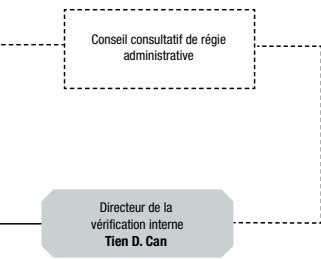 Conseil consultatif de régie
administrative
Directeur de la
vérification interne
Tien D. Can